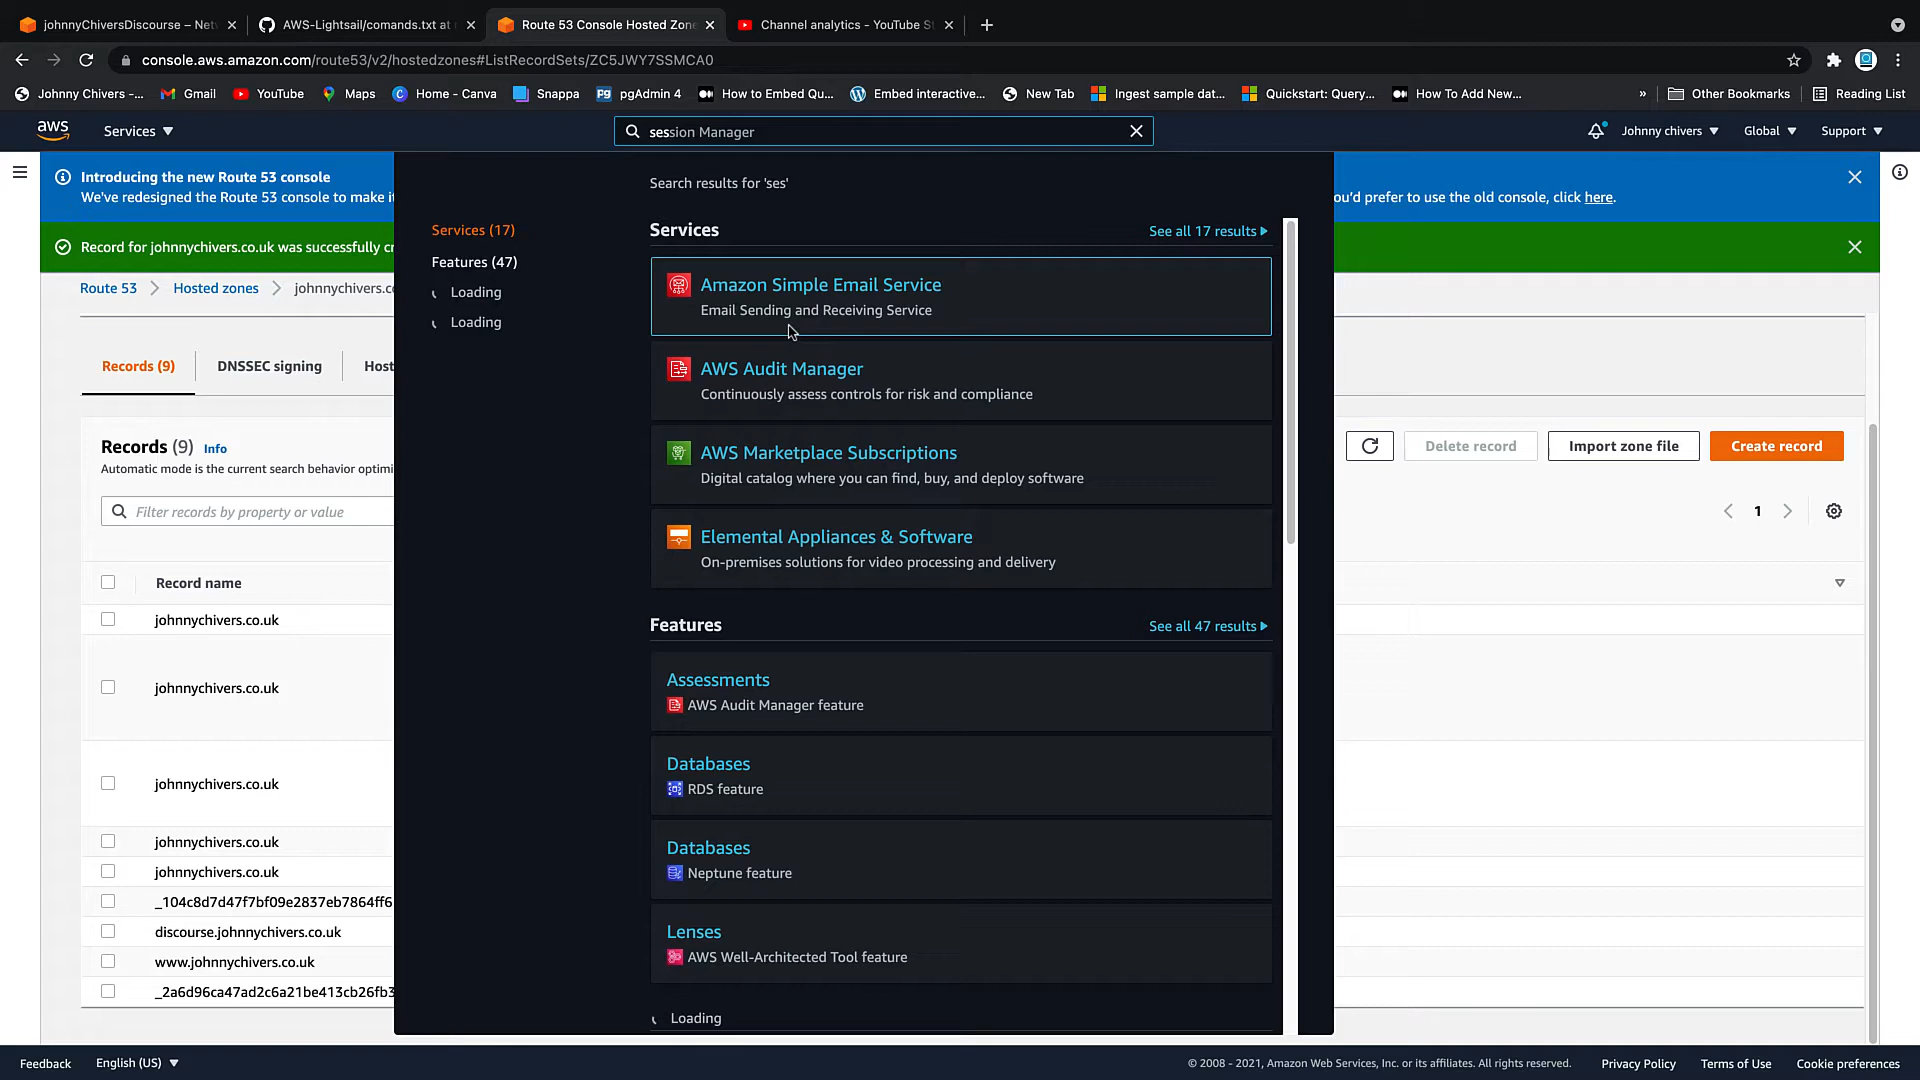 johnnyChiversDiscourse – Net
AWS-Lightsail/comands.txt at
Route 53 Console Hosted Zon
Channel analytics - YouTube St
console.aws.amazon.com/route53/v2/hostedzones#ListRecordSets/ZC5JWY7SSMCA0
Johnny Chivers -...
Gmail
YouTube
Maps
Home - Canva
Snappa
pgAdmin 4
How to Embed Qu...
Embed interactive...
New Tab
Ingest sample dat...
Quickstart: Query...
How To Add New...
»
Other Bookmarks
Reading List
aws
Services
session Manager
Johnny chivers
Global
Support
Introducing the new Route 53 console
We've redesigned the Route 53 console to make it
ou'd prefer to use the old console, click here.
Record for johnnychivers.co.uk was successfully cr
Route 53
Hosted zones
johnnychivers.c
Records (9)
DNSSEC signing
Host
Records (9)
Info
Automatic mode is the current search behavior optimi
Filter records by property or value
Delete record
Import zone file
Create record
1
Record name
johnnychivers.co.uk
johnnychivers.co.uk
johnnychivers.co.uk
johnnychivers.co.uk
johnnychivers.co.uk
_104c8d7d47f7bf09e2837eb7864ff6
discourse.johnnychivers.co.uk
www.johnnychivers.co.uk
_2a6d96ca47ad2c6a21be413cb26fb3
Search results for 'ses'
Services (17)
Features (47)
Loading
Loading
Services
See all 17 results
Amazon Simple Email Service
Email Sending and Receiving Service
AWS Audit Manager
Continuously assess controls for risk and compliance
AWS Marketplace Subscriptions
Digital catalog where you can find, buy, and deploy software
Elemental Appliances & Software
On-premises solutions for video processing and delivery
Features
See all 47 results
Assessments
AWS Audit Manager feature
Databases
RDS feature
Databases
Neptune feature
Lenses
AWS Well-Architected Tool feature
Loading
Feedback
English (US)
© 2008 - 2021, Amazon Web Services, Inc. or its affiliates. All rights reserved.
Privacy Policy
Terms of Use
Cookie preferences